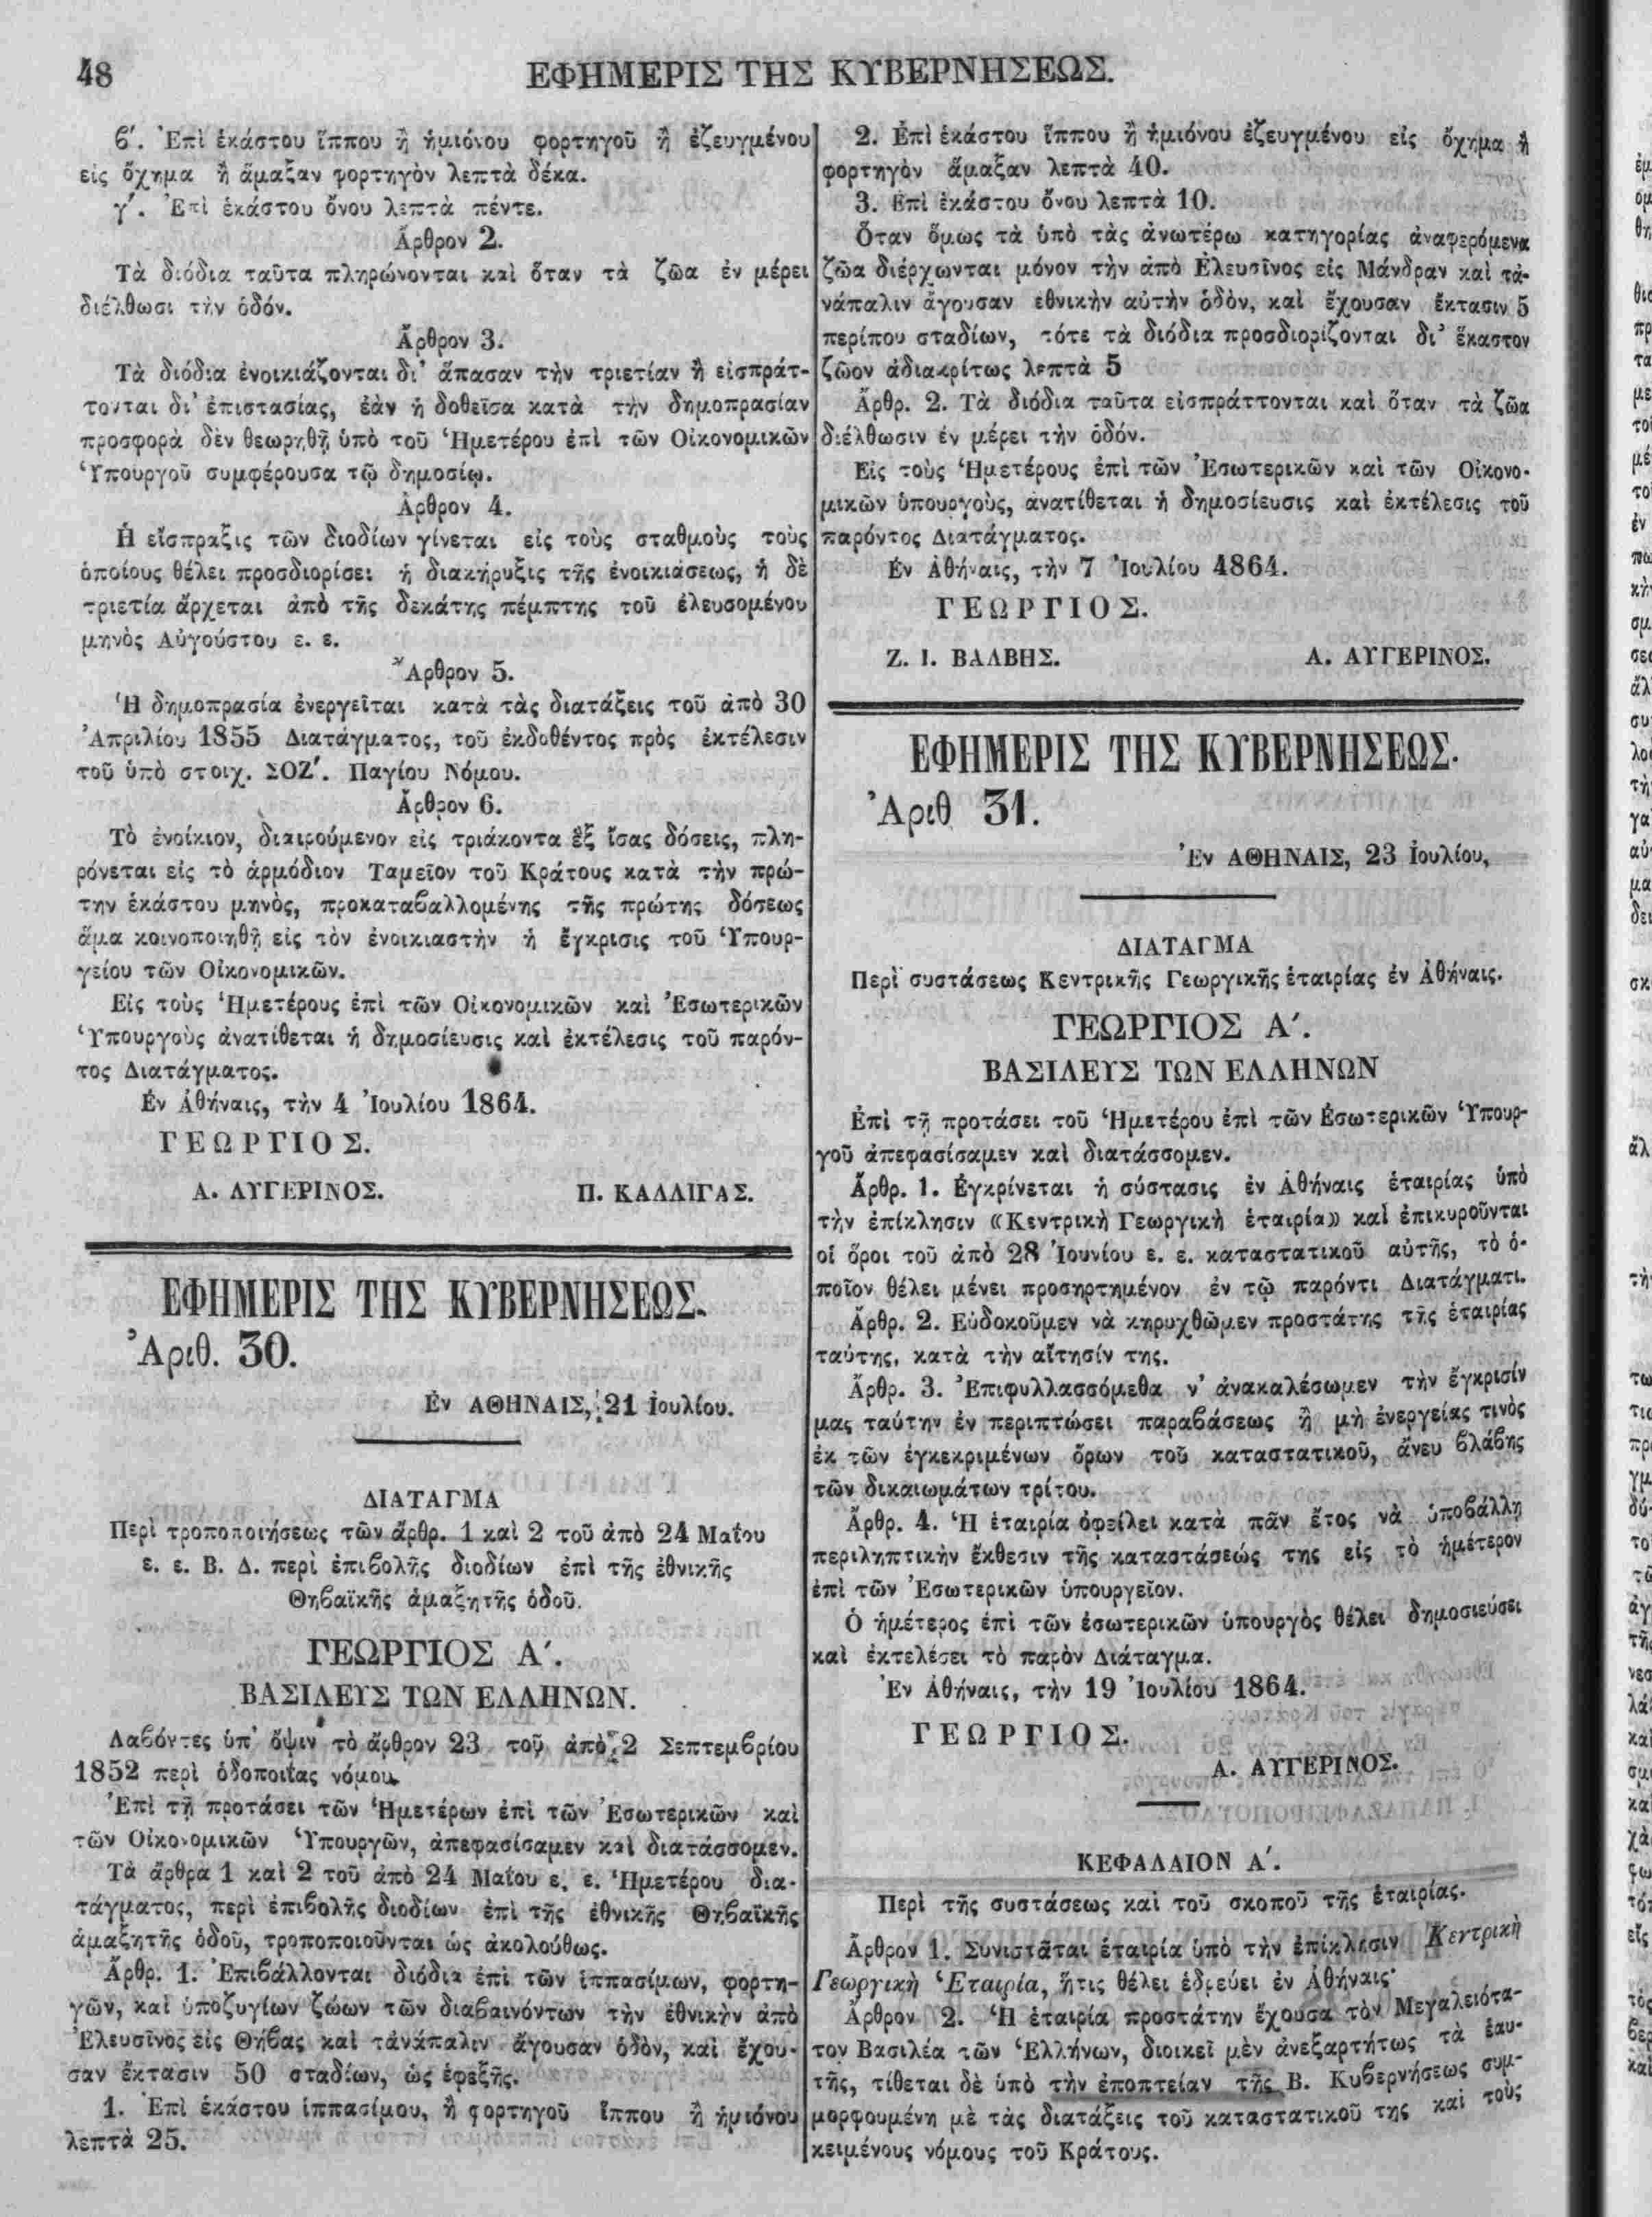 48
ΕΦΗΜΕΡΙΣ ΤΗΣ ΚΥΒΕΡΝΗΣΕΩΣ.
ϐ′. Ἐπὶ ἑκάστου ἵππου ἢ ἡμιόνου φορτηγοῦ ἢ ἐζευγμένου
εἰς ὄχημα ἢ ἅμαξαν φορτηγὸν λεπτὰ δέκα.
γ′. Ἐπὶ ἑκάστου ὄνου λεπτὰ πέντε.
Ἄρθρον 2.
Τὰ διόδια ταῦτα πληρώνονται καὶ ὅταν τὰ ζῶα ἐν μέρει
διέλθωσι τὴν ὁδόν.
Ἄρθρον 3.
Τὰ διόδια ἐνοικιάζονται δι' ἅπασαν τὴν τριετίαν ἢ εἰσπράτ-
τονται δι' ἐπιστασίας, ἐὰν ἡ δοθεῖσα κατὰ τὴν δημοπρασίαν
προσφορὰ δὲν θεωρηθῇ ὑπὸ τοῦ Ἡμετέρου ἐπὶ τῶν Οἰκονομικῶν
Ὑπουργοῦ συμφέρουσα τῷ δημοσίῳ.
Ἄρθρον 4.
Ἡ εἴσπραξις τῶν διοδίων γίνεται εἰς τοὺς σταθμοὺς τοὺς
ὁποίους θέλει προσδιορίσει ἡ διακήρυξις τῆς ἐνοικιάσεως, ἡ δὲ
τριετία ἄρχεται ἀπὸ τῆς δεκάτης πέμπτης τοῦ ἐλευσομένου
μηνὸς Αὐγούστου ε. ε.
Ἄρθρον 5.
Ἡ δημοπρασία ἐνεργεῖται κατὰ τὰς διατάξεις τοῦ ἀπὸ 30
Ἀπριλίου 1855 Διατάγματος, τοῦ ἐκδοθέντος πρὸς ἐκτέλεσιν
τοῦ ὑπὸ στοιχ. ΣΟΖ′. Παγίου Νόμου.
Ἄρθρον 6.
Τὸ ἐνοίκιον, διαιρούμενον εἰς τριάκοντα ἓξ ἴσας δόσεις, πλη-
ρόνεται εἰς τὸ ἁρμόδιον Ταμεῖον τοῦ Κράτους κατὰ τὴν πρώ-
την ἑκάστου μηνὸς, προκαταϐαλλομένης τῆς πρώτης δόσεως
ἅμα κοινοποιηθῇ εἰς τὸν ἐνοικιαστὴν ἡ ἔγκρισις τοῦ Ὑπουρ-
γείου τῶν Οἰκονομικῶν.
Εἰς τοὺς Ἡμετέρους ἐπὶ τῶν Οἰκονομικῶν καὶ Ἐσωτερικῶν
Ὑπουργοὺς ἀνατίθεται ἡ δημοσίευσις καὶ ἐκτέλεσις τοῦ παρόν-
τος Διατάγματος.
Ἐν Ἀθήναις, τὴν 4 Ἰουλίου 1864.
ΓΕΩΡΓΙΟΣ.
Α. ΑΥΓΕΡΙΝΟΣ. Π. ΚΑΛΛΙΓΑΣ.
ΕΦΗΜΕΡΙΣ ΤΗΣ ΚΥΒΕΡΝΗΣΕΩΣ.
Ἀριθ. 30.
Ἐν ΑΘΗΝΑΙΣ, 21 Ἰουλίου.
ΔΙΑΤΑΓΜΑ
Περὶ τροποποιήσεως τῶν ἄρθρ. 1 καὶ 2 τοῦ ἀπὸ 24 Μαΐου
ε. ε. Β. Δ. περὶ ἐπιϐολῆς διοδίων ἐπὶ τῆς ἐθνικῆς
Θηϐαϊκῆς ἁμαξητῆς ὁδοῦ.
ΓΕΩΡΓΙΟΣ Α′.
ΒΑΣΙΛΕΥΣ ΤΩΝ ΕΛΛΗΝΩΝ.
Λαϐόντες ὑπ' ὄψιν τὸ ἄρθρον 23 τοῦ ἀπὸ 2 Σεπτεμϐρίου
1852 περὶ ὁδοποιΐας νόμου.
Ἐπὶ τῇ προτάσει τῶν Ἡμετέρων ἐπὶ τῶν Ἐσωτερικῶν καὶ
τῶν Οἰκονομικῶν Ὑπουργῶν, ἀπεφασίσαμεν καὶ διατάσσομεν.
Τὰ ἄρθρα 1 καὶ 2 τοῦ ἀπὸ 24 Μαΐου ε. ε. Ἡμετέρου δια-
τάγματος, περὶ ἐπιϐολῆς διοδίων ἐπὶ τῆς ἐθνικῆς Θηϐαϊκῆς
ἁμαξητῆς ὁδοῦ, τροποποιοῦνται ὡς ἀκολούθως.
Ἄρθρ. 1. Ἐπιϐάλλονται διόδια ἐπὶ τῶν ἱππασίμων, φορτη-
γῶν, καὶ ὑποζυγίων ζώων τῶν διαϐαινόντων τὴν ἐθνικὴν ἀπὸ
Ἐλευσῖνος εἰς Θήϐας καὶ τἀνάπαλιν ἄγουσαν ὁδὸν, καὶ ἔχου-
σαν ἔκτασιν 50 σταδίων, ὡς ἑφεξῆς.
1. Ἐπὶ ἑκάστου ἱππασίμου, ἢ φορτηγοῦ ἵππου ἢ ἡμιόνου
λεπτὰ 25.
2. Ἐπὶ ἑκάστου ἵππου ἢ ἡμιόνου ἐζευγμένου εἰς ὄχημα ἢ
φορτηγὸν ἅμαξαν λεπτὰ 40.
3. Ἐπὶ ἑκάστου ὄνου λεπτὰ 10.
Ὅταν ὅμως τὰ ὑπὸ τὰς ἀνωτέρω κατηγορίας ἀναφερόμενα
ζῶα διέρχωνται μόνον τὴν ἀπὸ Ἐλευσῖνος εἰς Μάνδραν καὶ τἀ-
νάπαλιν ἄγουσαν ἐθνικὴν αὐτὴν ὁδὸν, καὶ ἔχουσαν ἔκτασιν 5
περίπου σταδίων, τότε τὰ διόδια προσδιορίζονται δι' ἕκαστον
ζῶον ἀδιακρίτως λεπτὰ 5
Ἄρθρ. 2. Τὰ διόδια ταῦτα εἰσπράττονται καὶ ὅταν τὰ ζῶα
διέλθωσιν ἐν μέρει τὴν ὁδόν.
Εἰς τοὺς Ἡμετέρους ἐπὶ τῶν Ἐσωτερικῶν καὶ τῶν Οἰκονο-
μικῶν ὑπουργοὺς, ἀνατίθεται ἡ δημοσίευσις καὶ ἐκτέλεσις τοῦ
παρόντος Διατάγματος.
Ἐν Ἀθήναις, τὴν 7 Ἰουλίου 4864.
ΓΕΩΡΓΙΟΣ.
Ζ. Ι. ΒΑΛΒΗΣ. Α. ΑΥΓΕΡΙΝΟΣ.
ΕΦΗΜΕΡΙΣ ΤΗΣ ΚΥΒΕΡΝΗΣΕΩΣ.
Ἀριθ 31.
Ἐν ΑΘΗΝΑΙΣ, 23 Ἰουλίου,
ΔΙΑΤΑΓΜΑ
Περὶ συστάσεως Κεντρικῆς Γεωργικῆς ἑταιρίας ἐν Ἀθήναις.
ΓΕΩΡΓΙΟΣ Α′.
ΒΑΣΙΛΕΥΣ ΤΩΝ ΕΛΛΗΝΩΝ
Ἐπὶ τῇ προτάσει τοῦ Ἡμετέρου ἐπὶ τῶν Ἐσωτερικῶν Ὑπουρ-
γοῦ ἀπεφασίσαμεν καὶ διατάσσομεν.
Ἄρθρ. 1. Ἐγκρίνεται ἡ σύστασις ἐν Ἀθήναις ἑταιρίας ὑπὸ
τὴν ἐπίκλησιν «Κεντρικὴ Γεωργικὴ ἑταιρία» καὶ ἐπικυροῦνται
οἱ ὅροι τοῦ ἀπὸ 28 Ἰουνίου ε. ε. καταστατικοῦ αὐτῆς, τὸ ὁ-
ποῖον θέλει μένει προσηρτημένον ἐν τῷ παρόντι Διατάγματι.
Ἄρθρ. 2. Εὐδοκοῦμεν νὰ κηρυχθῶμεν προστάτης τῆς ἑταιρίας
ταύτης, κατὰ τὴν αἴτησίν της.
Ἄρθρ. 3. Ἐπιφυλλασσόμεθα ν' ἀνακαλέσωμεν τὴν ἔγκρισίν
μας ταύτην ἐν περιπτώσει παραϐάσεως ἢ μὴ ἐνεργείας τινὸς
ἐκ τῶν ἐγκεκριμένων ὅρων τοῦ καταστατικοῦ, ἄνευ ϐλάϐης
τῶν δικαιωμάτων τρίτου.
Ἄρθρ. 4. Ἡ ἑταιρία ὀφείλει κατὰ πᾶν ἔτος νὰ ὑποβάλλῃ
περιληπτικὴν ἔκθεσιν τῆς καταστάσεώς της εἰς τὸ ἡμέτερον
ἐπὶ τῶν Ἐσωτερικῶν ὑπουργεῖον.
Ὁ ἡμέτερος ἐπὶ τῶν ἐσωτερικῶν ὑπουργὸς θέλει δημοσιεύσει
καὶ ἐκτελέσει τὸ παρὸν Διάταγμα.
Ἐν Ἀθήναις, τὴν 19 Ἰουλίου 1864.
ΓΕΩΡΓΙΟΣ.
Α. ΑΥΓΕΡΙΝΟΣ.
ΚΕΦΑΛΑΙΟΝ Α′.
Περὶ τῆς συστάσεως καὶ τοῦ σκοποῦ τῆς ἑταιρίας.
Ἄρθρον 1. Συνιστᾶται ἑταιρία ὑπὸ τὴν ἐπίκλησιν Κεντρικὴ
Γεωργικὴ Ἑταιρία, ἥτις θέλει ἑδρεύει ἐν Ἀθήναις·
Ἄρθρον 2. Ἡ ἑταιρία προστάτην ἔχουσα τὸν Μεγαλειότα-
τον Βασιλέα τῶν Ἑλλήνων, διοικεῖ μὲν ἀνεξαρτήτως τὰ ἑαυ-
τῆς, τίθεται δὲ ὑπὸ τὴν ἐποπτείαν τῆς Β. Κυβερνήσεως συμ-
μορφουμένη μὲ τὰς διατάξεις τοῦ καταστατικοῦ της καὶ τοὺς
κειμένους νόμους τοῦ Κράτους.